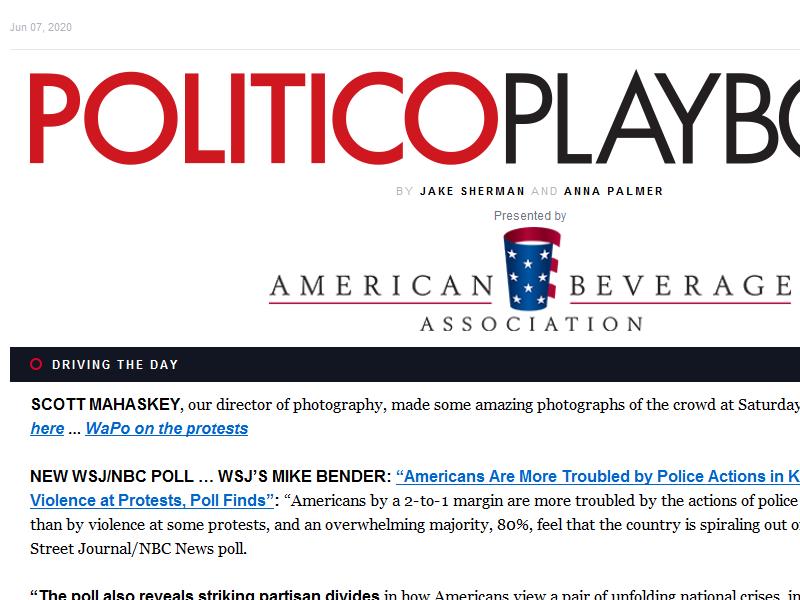 Jun 07, 2020
POLITICOPLAYBO
BY JAKE SHERMAN AND ANNA PALMER
Presented by
AMERICAN BEVERAGE
ASSOCIATION
DRIVING THE DAY
SCOTT MAHASKEY, our director of photography, made some amazing photographs of the crowd at Saturday
here ... WaPo on the protests
NEW WSJ/NBC POLL … WSJ’S MIKE BENDER: “Americans Are More Troubled by Police Actions in K
Violence at Protests, Poll Finds”: “Americans by a 2-to-1 margin are more troubled by the actions of police
than by violence at some protests, and an overwhelming majority, 80%, feel that the country is spiraling out o
Street Journal/NBC News poll.
“The poll also reveals striking partisan divides in how Americans view a pair of unfolding national crises, in